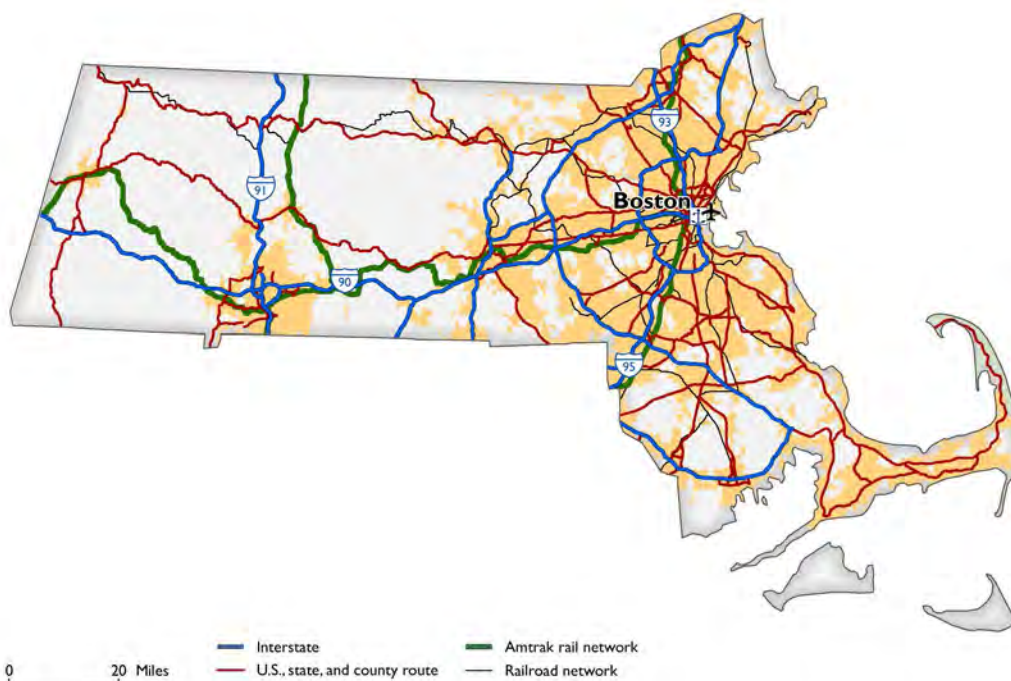 93
91
Boston
90
95
Interstate
Amtrak rail network
0 20 Miles
U.S., state, and county route
Railroad network